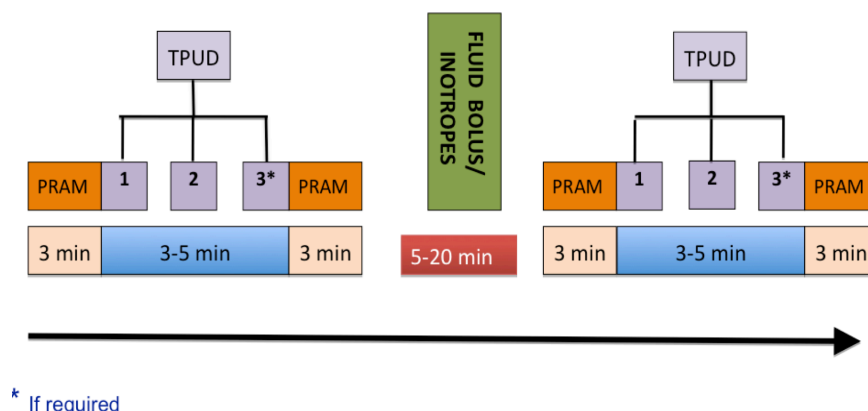 TPUD
FLUID BOLUS/
INOTROPES
TPUD
PRAM 1 2 3* PRAM
PRAM 1 2 3* PRAM
3 min 3-5 min 3 min
5-20 min
3 min 3-5 min 3 min
* If required